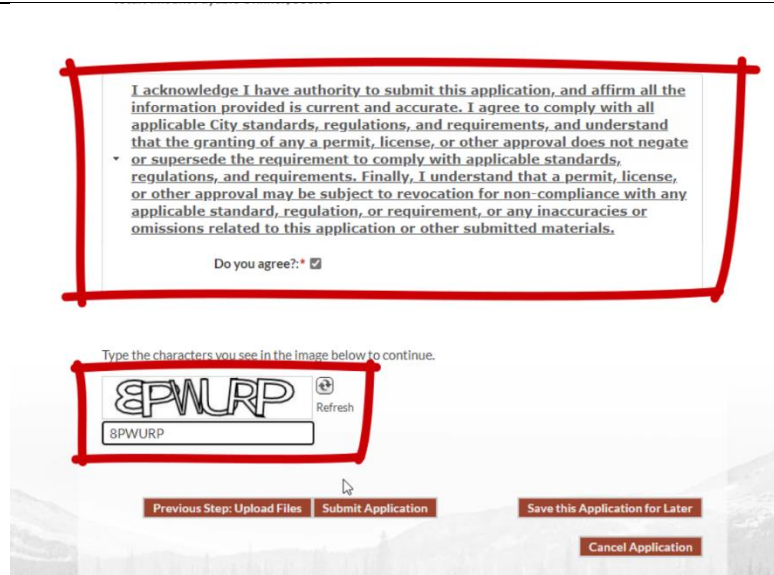 I acknowledge I have authority to submit this application, and affirm all the
information provided is current and accurate. I agree to comply with all
applicable City standards, regulations, and requirements, and understand
that the granting of any a permit, license, or other approval does not negate
or supersede the requirement to comply with applicable standards,
regulations, and requirements. Finally, I understand that a permit, license,
or other approval may be subject to revocation for non-compliance with any
applicable standard, regulation, or requirement, or any inaccuracies or
omissions related to this application or other submitted materials.
Do you agree?:*
Type the characters you see in the image below to continue.
8PWURP
Refresh
8PWURP
Previous Step: Upload Files Submit Application Save this Application for Later
Cancel Application